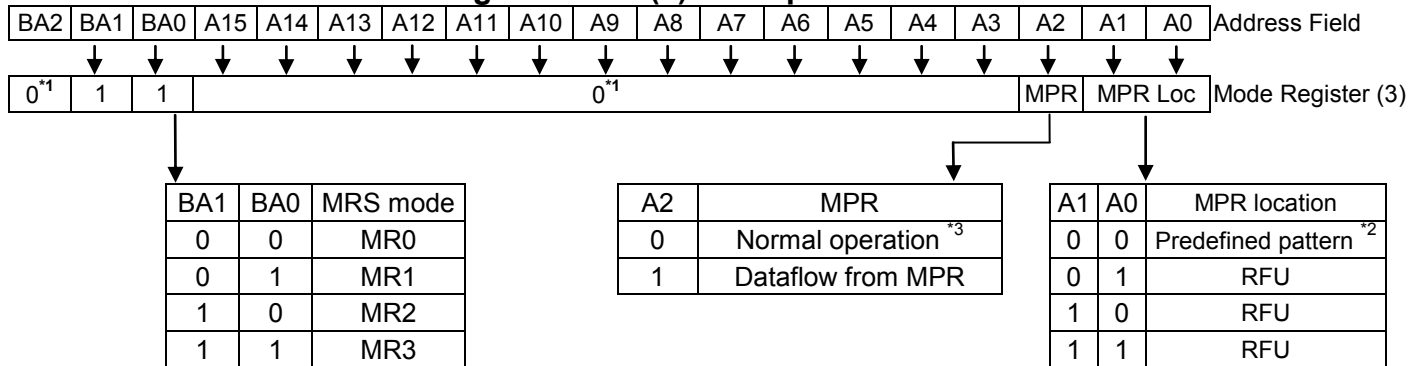 BA2 BA1 BA0 A15 A14 A13 A12 A11 A10 A9 A8 A7 A6 A5 A4 A3 A2 A1 A0 Address Field
0*1 1 1 0*1 MPR MPR Loc Mode Register (3)
BA1 BA0 MRS mode
0 0 MR0
0 1 MR1
1 0 MR2
1 1 MR3
A2 MPR
0 Normal operation *3
1 Dataflow from MPR
A1 A0 MPR location
0 0 Predefined pattern *2
0 1 RFU
1 0 RFU
1 1 RFU